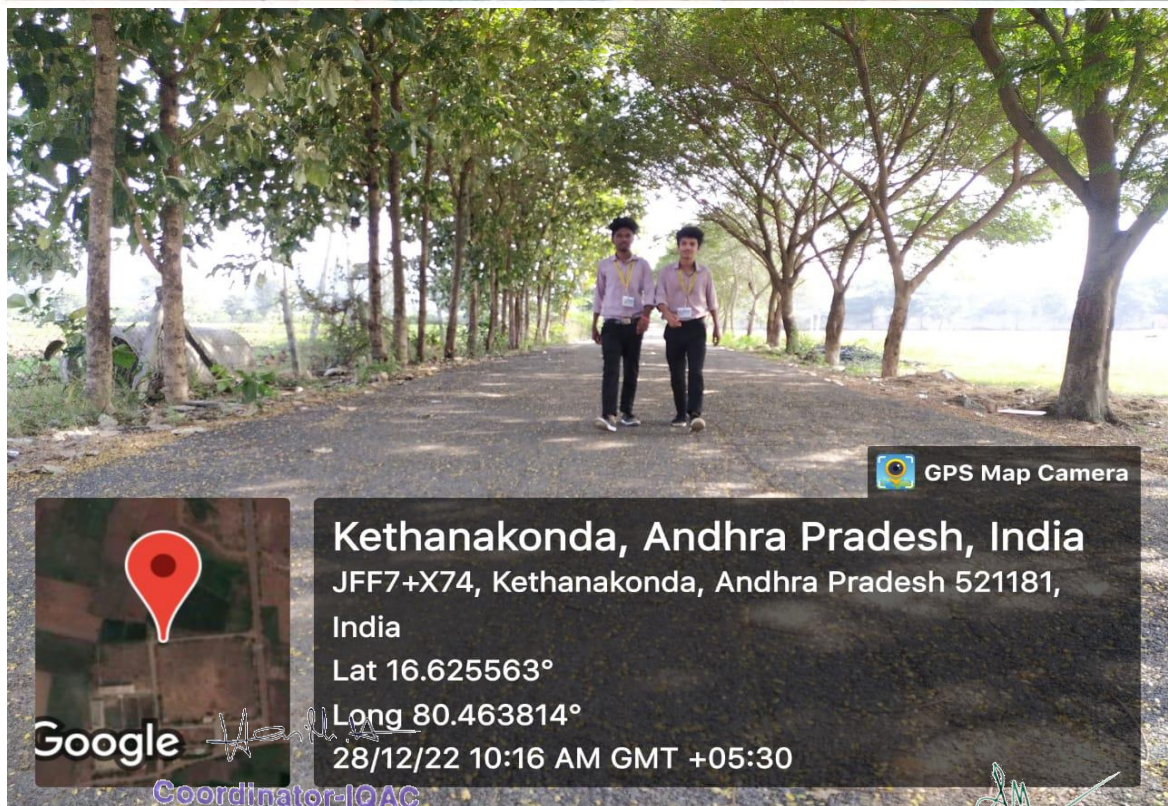 GPS Map Camera
Kethanakonda, Andhra Pradesh, India
JFF7+X74, Kethanakonda, Andhra Pradesh 521181,
India
Lat 16.625563°
Long 80.463814°
28/12/22 10:16 AM GMT +05:30
Google
Coordinator-IQAC